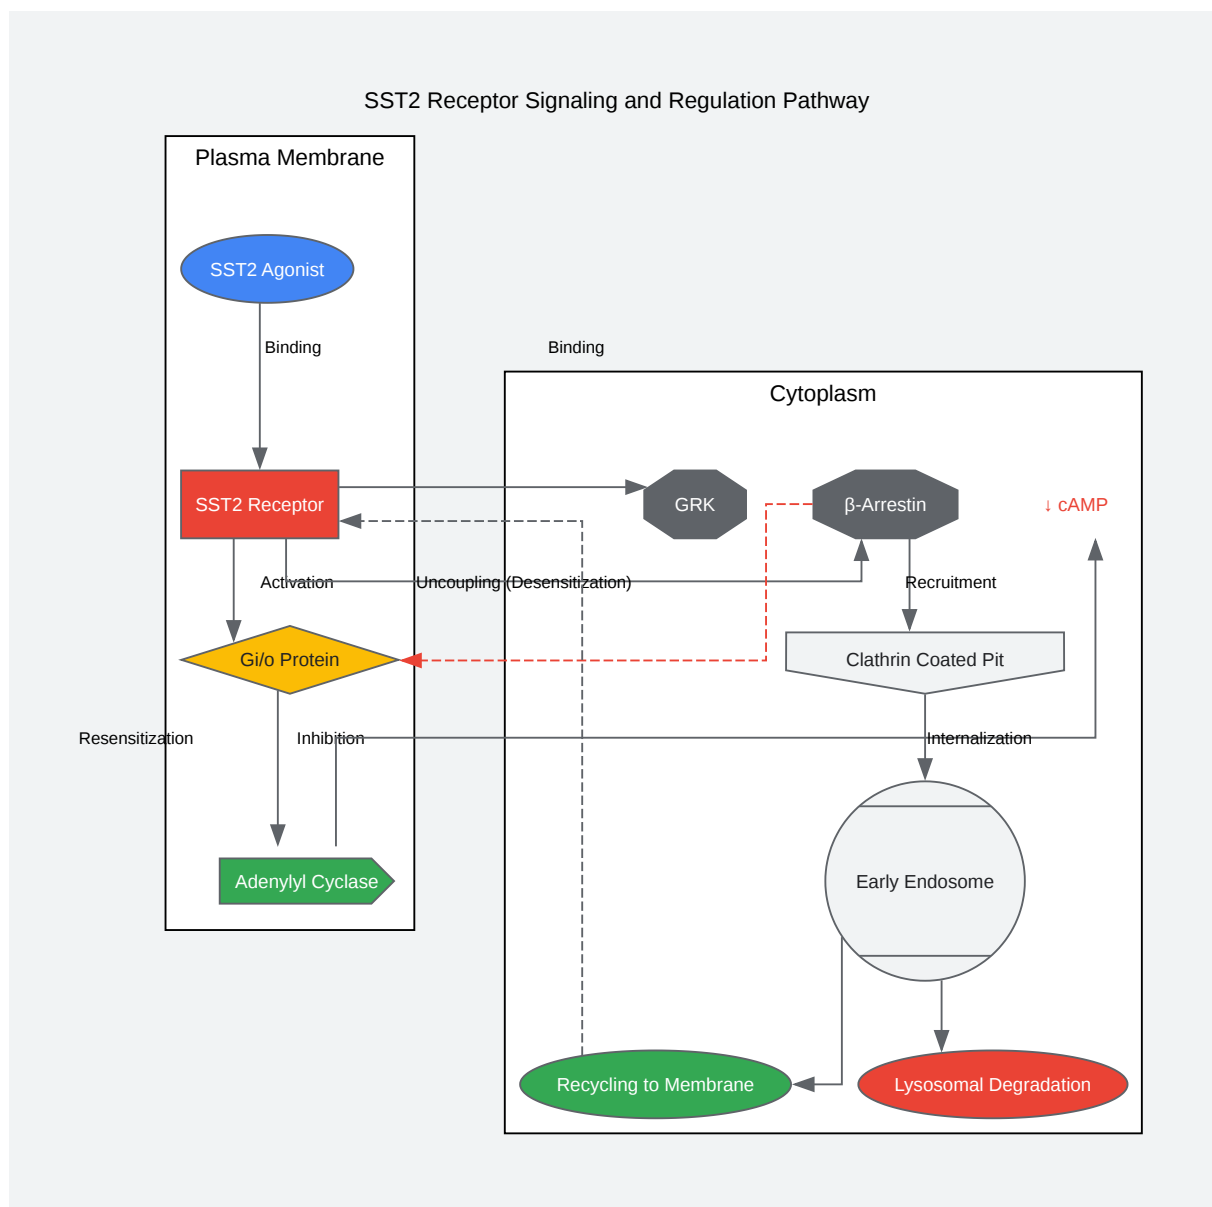 SST2 Receptor Signaling and Regulation Pathway
Plasma Membrane
SST2 Agonist
Binding
Binding
Cytoplasm
SST2 Receptor
GRK
β-Arrestin
↓ cAMP
Activation
Uncoupling (Desensitization)
Recruitment
Gi/o Protein
Clathrin Coated Pit
Resensitization
Inhibition
Internalization
Adenylyl Cyclase
Early Endosome
Recycling to Membrane
Lysosomal Degradation